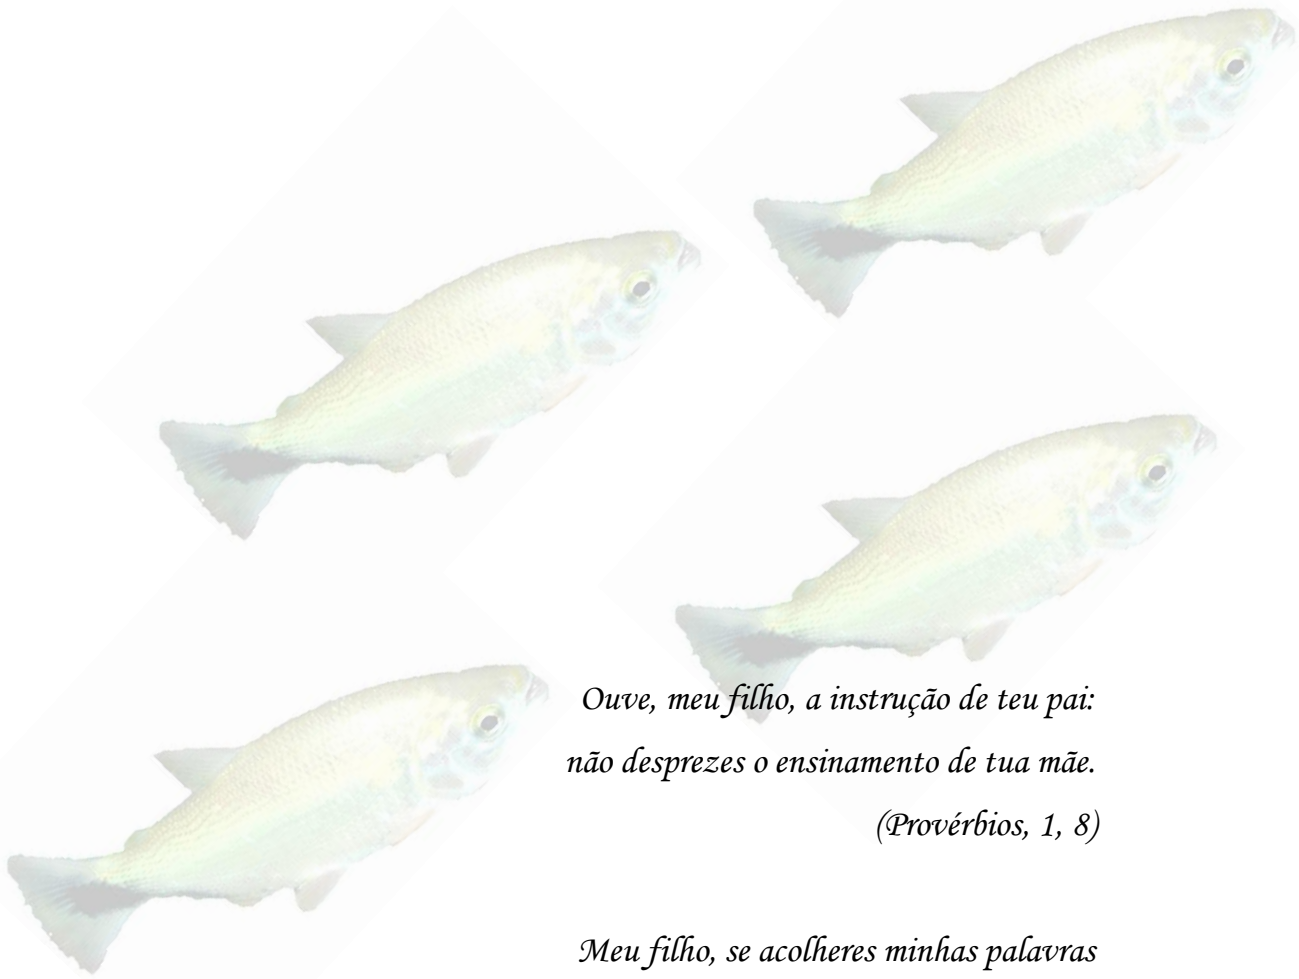 Ouve, meu filho, a instrução de teu pai:
não desprezes o ensinamento de tua mãe.
(Provérbios, 1, 8)
Meu filho, se acolheres minhas palavras